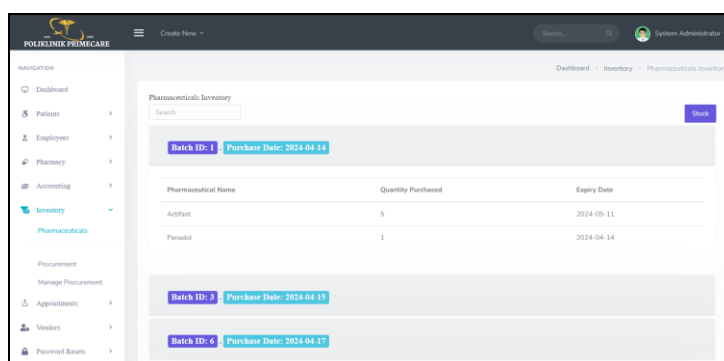 POLIKLINIK PRIMECARE
Create New
Search...
System Administrator
NAVIGATION
Dashboard
Patients
Employees
Pharmacy
Accounting
Inventory
Pharmaceuticals
Procurement
Manage Procurement
Appointments
Vendors
Password Resets
Dashboard > Inventory > Pharmaceuticals Inventor
Pharmaceuticals Inventory
Search
Stock
Batch ID: 1 - Purchase Date: 2024-04-14
Pharmaceutical Name Quantity Purchased Expiry Date
Actifast 5 2024-05-11
Panadol 1 2024-04-14
Batch ID: 3 - Purchase Date: 2024-04-15
Batch ID: 6 - Purchase Date: 2024-04-17